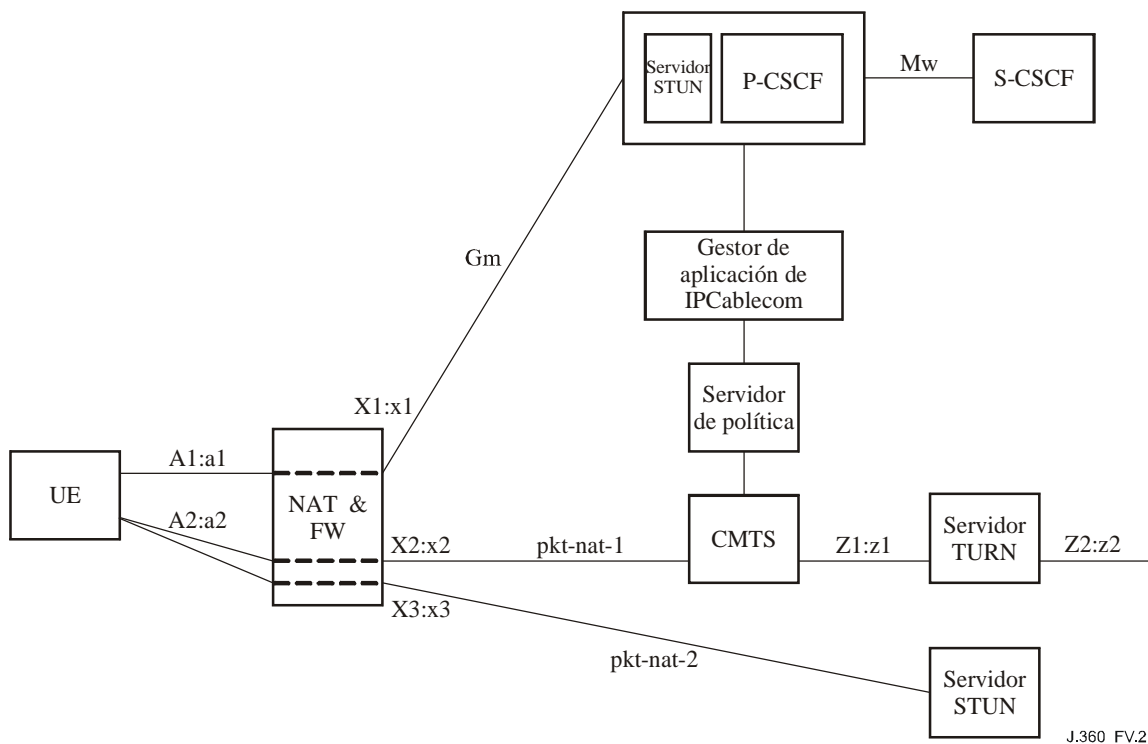 Servidor
STUN
P-CSCF
Mw
S-CSCF
Gm
Gestor de
aplicación de
IPCablecom
Servidor
de política
X1:x1
UE
A1:a1
A2:a2
NAT &
FW
X2:x2
pkt-nat-1
CMTS
Z1:z1
Servidor
TURN
Z2:z2
X3:x3
pkt-nat-2
Servidor
STUN
J.360_FV.2